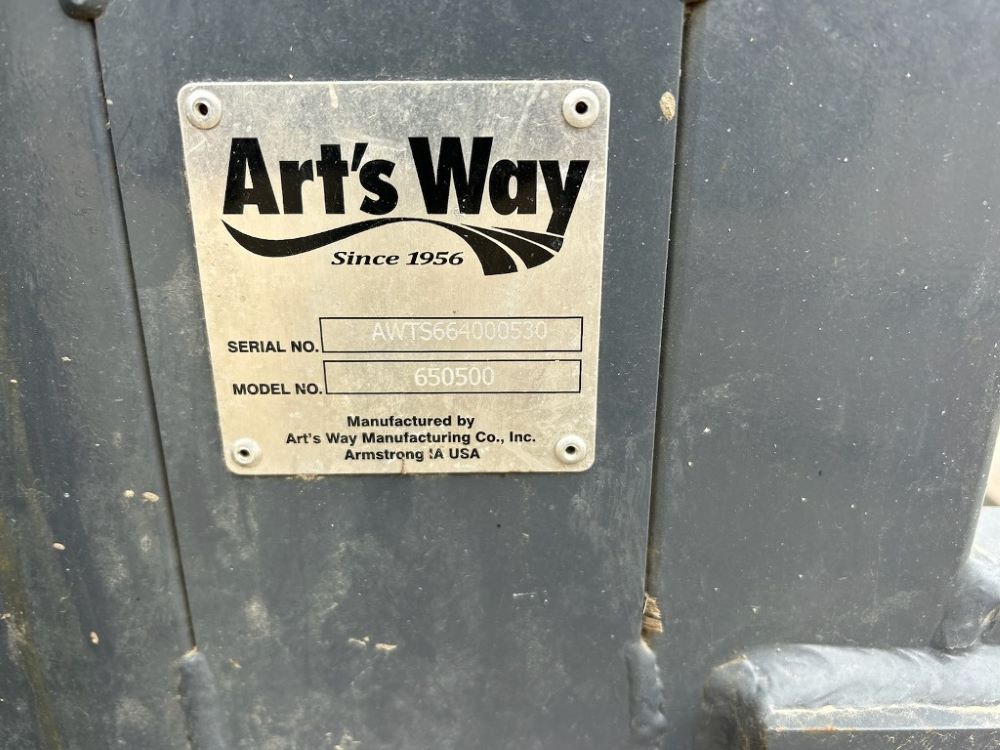 Art's Way
Since 1956
SERIAL NO. AWTS664000530
MODEL NO. 650500
Manufactured by
Art's Way Manufacturing Co., Inc.
Armstrong IA USA